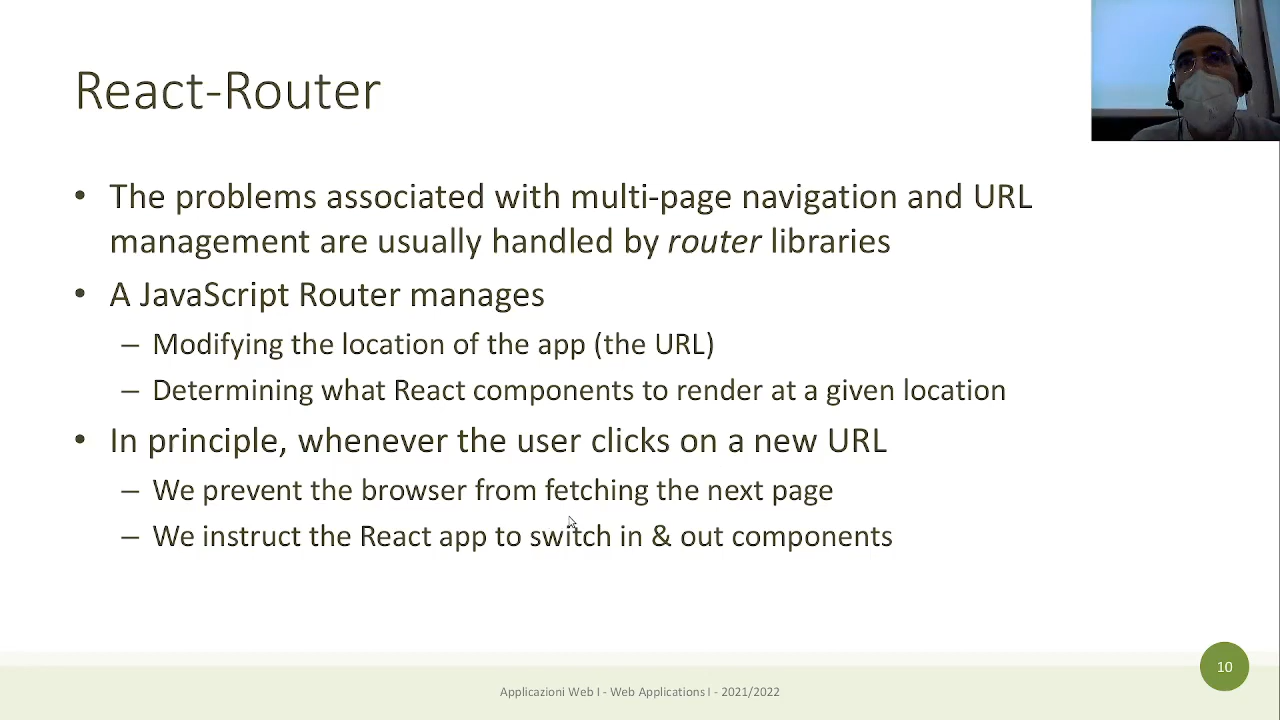 React-Router
• The problems associated with multi-page navigation and URL
management are usually handled by router libraries
• A JavaScript Router manages
– Modifying the location of the app (the URL)
– Determining what React components to render at a given location
• In principle, whenever the user clicks on a new URL
– We prevent the browser from fetching the next page
– We instruct the React app to switch in & out components
10
Applicazioni Web I - Web Applications I - 2021/2022